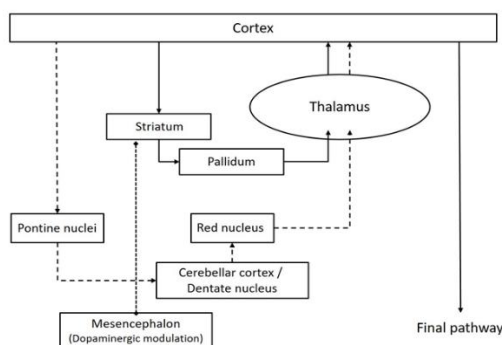 Cortex
Thalamus
Striatum
Pallidum
Pontine nuclei
Red nucleus
Cerebellar cortex /
Dentate nucleus
Mesencephalon
(Dopaminergic modulation)
Final pathway